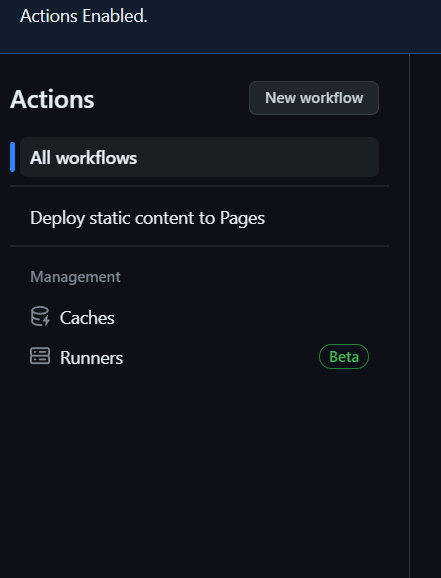 Actions Enabled.
Actions
New workflow
All workflows
Deploy static content to Pages
Management
Caches
Runners
Beta